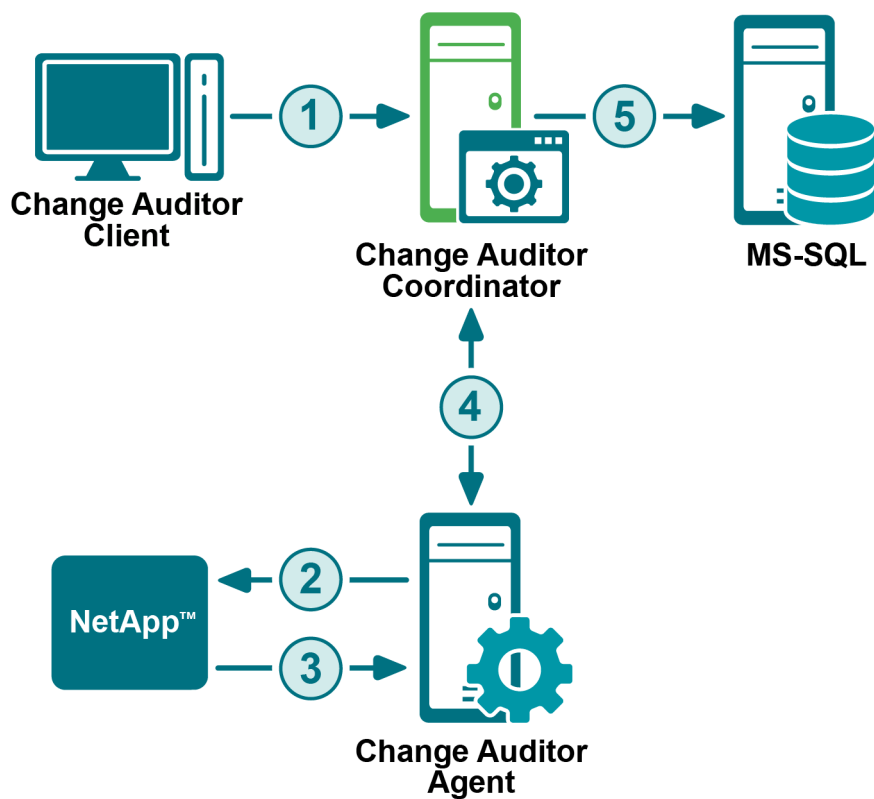 1
5
Change Auditor
Client
Change Auditor
Coordinator
MS-SQL
4
2
NetApp™
3
Change Auditor
Agent